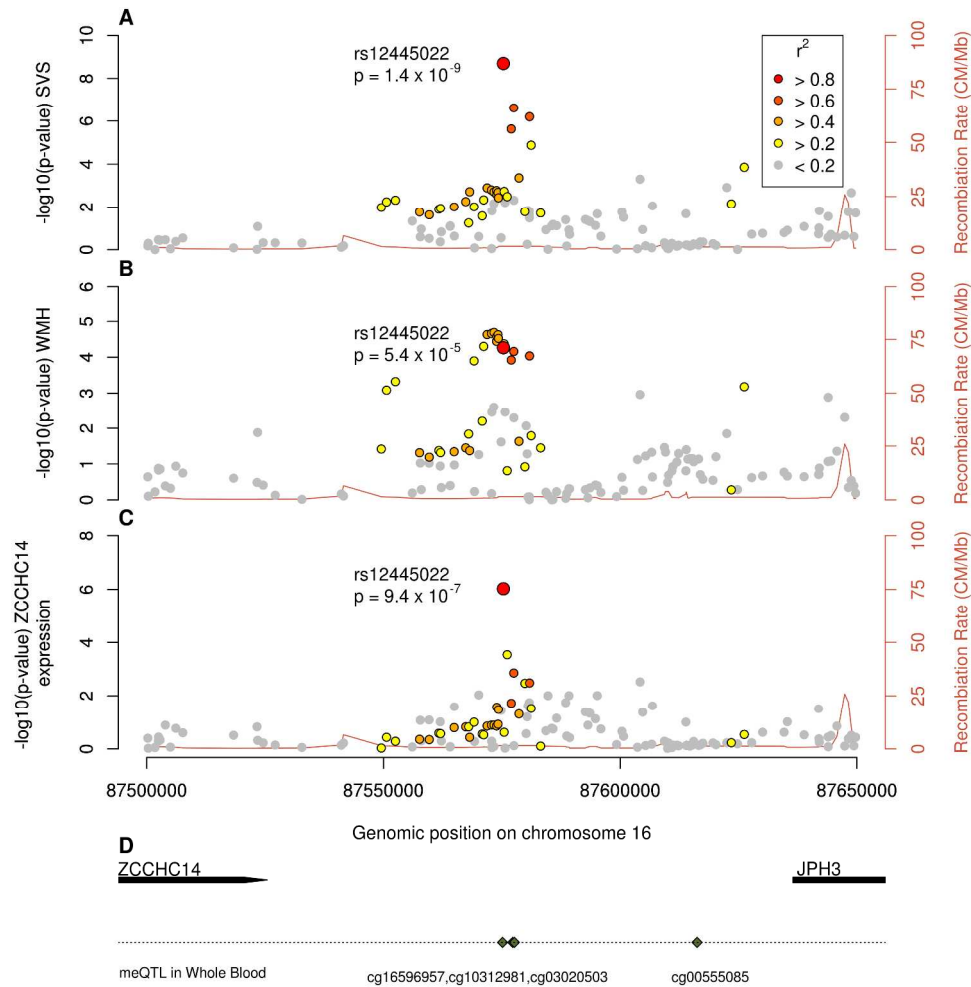 A
10
8
6
4
2
0
-log10(p-value) SVS
rs12445022
p = 1.4 x 10-9
r2
> 0.8
> 0.6
> 0.4
> 0.2
< 0.2
100
75
50
25
0
Recombiation Rate (CM/Mb)
B
6
5
4
3
2
1
0
-log10(p-value) WMH
rs12445022
p = 5.4 x 10-5
100
75
50
25
0
Recombiation Rate (CM/Mb)
C
8
6
4
2
0
-log10(p-value) ZCCHC14
expression
rs12445022
p = 9.4 x 10-7
100
75
50
25
0
Recombiation Rate (CM/Mb)
87500000 87550000 87600000 87650000
Genomic position on chromosome 16
D
ZCCHC14 JPH3
meQTL in Whole Blood cg16596957,cg10312981,cg03020503 cg00555085